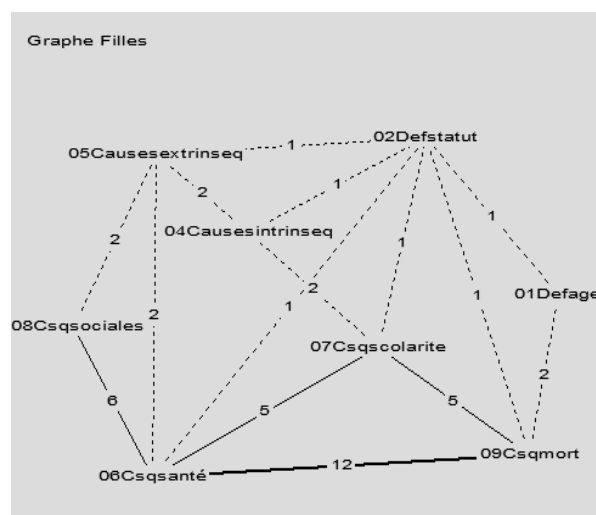 Graphe Filles
02Defstatut
05Causesextrinseq
1
2
1
04Causesintrinseq
1
1
2
2
2
1
1
01Defage
08Csqsociales
07Csqscolarite
2
6
5
5
09Csqmort
12
06Csqsanté